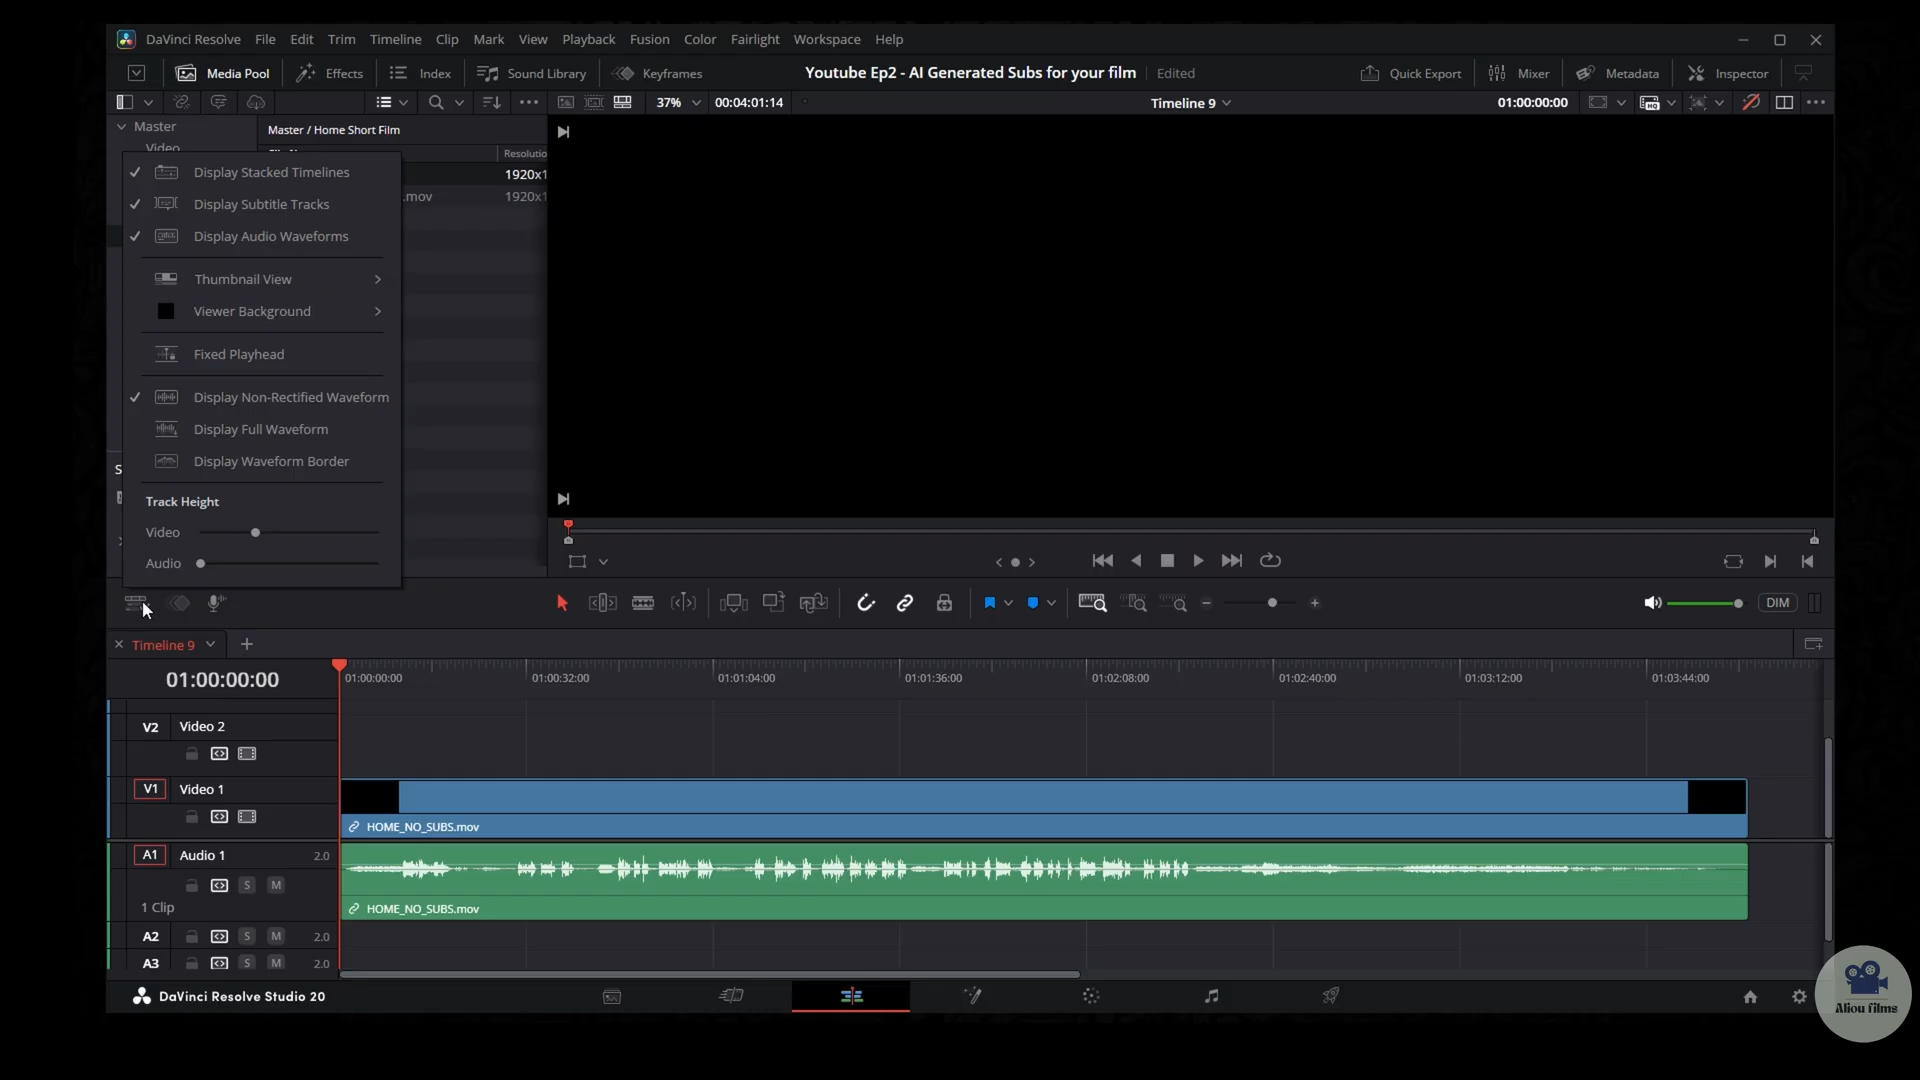 DaVinci Resolve File Edit Trim Timeline Clip Mark View Playback Fusion Color Fairlight Workspace Help
Media Pool Effects Index Sound Library Keyframes Youtube Ep2 - AI Generated Subs for your film Edited Quick Export Mixer Metadata Inspector
37% 00:04:01:14 Timeline 9 01:00:00:00
Master Master / Home Short Film
Video
Resolutio
Display Stacked Timelines 1920x1
.mov 1920x1
Display Subtitle Tracks
Display Audio Waveforms
Thumbnail View
Viewer Background
Fixed Playhead
Display Non-Rectified Waveform
Display Full Waveform
Display Waveform Border
S
Track Height
Video
Audio
DIM
Timeline 9
01:00:00:00 01:00:00:00 01:00:32:00 01:01:04:00 01:01:36:00 01:02:08:00 01:02:40:00 01:03:12:00 01:03:44:00
V2 Video 2
V1 Video 1
HOME_NO_SUBS.mov
A1 Audio 1 2.0
S M
1 Clip HOME_NO_SUBS.mov
A2 S M 2.0
A3 S M 2.0
DaVinci Resolve Studio 20
Aliou films